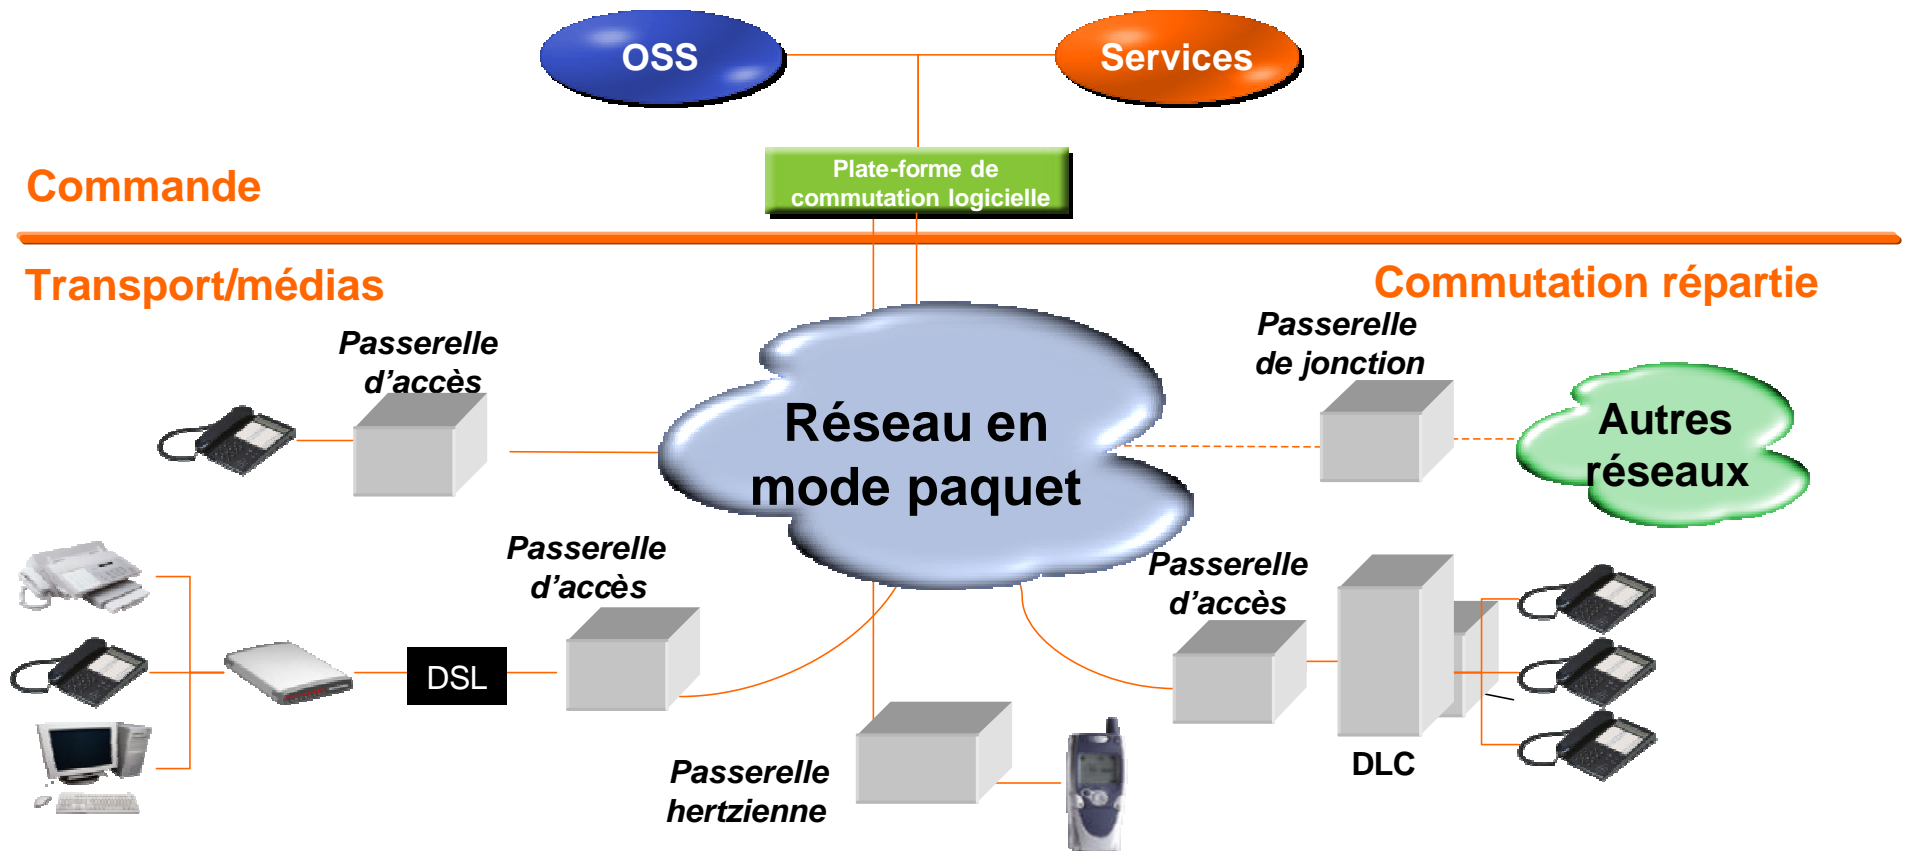 OSS
Services
Plate-forme de
commutation logicielle
Commande
Transport/médias
Commutation répartie
Passerelle
d’accès
Passerelle
de jonction
Réseau en
mode paquet
Autres
réseaux
Passerelle
d’accès
Passerelle
d’accès
DSL
DLC
Passerelle
hertzienne